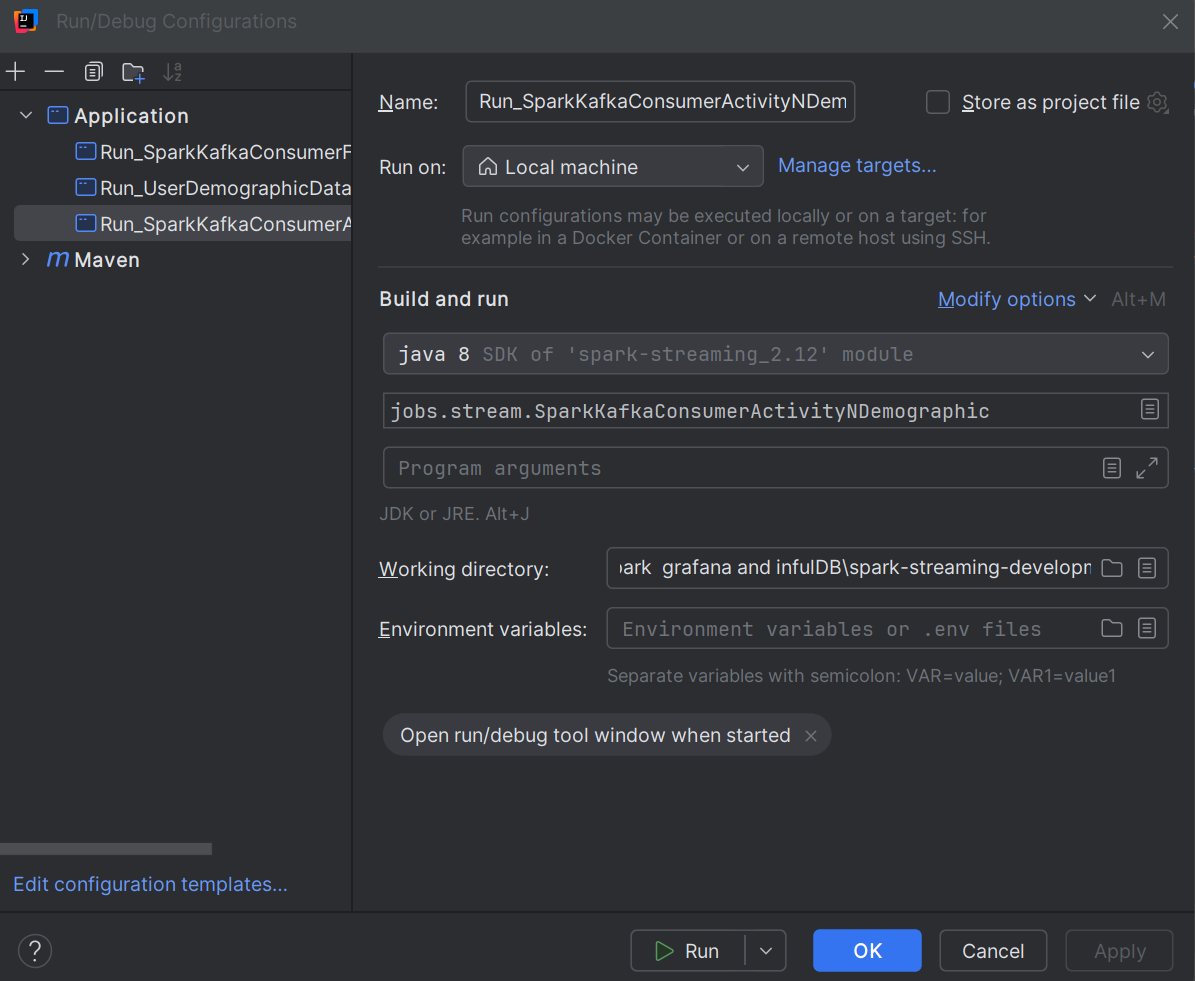 Run/Debug Configurations
Application
Run_SparkKafkaConsumerF
Run_UserDemographicData
Run_SparkKafkaConsumerA
Maven
Edit configuration templates...
Name: Run_SparkKafkaConsumerActivityNDem Store as project file
Run on: Local machine Manage targets...
Run configurations may be executed locally or on a target: for
example in a Docker Container or on a remote host using SSH.
Build and run Modify options Alt+M
java 8 SDK of 'spark-streaming_2.12' module
jobs.stream.SparkKafkaConsumerActivityNDemographic
Program arguments
JDK or JRE. Alt+J
Working directory: ark grafana and infulDB\spark-streaming-developm
Environment variables: Environment variables or .env files
Separate variables with semicolon: VAR=value; VAR1=value1
Open run/debug tool window when started
? Run OK Cancel Apply